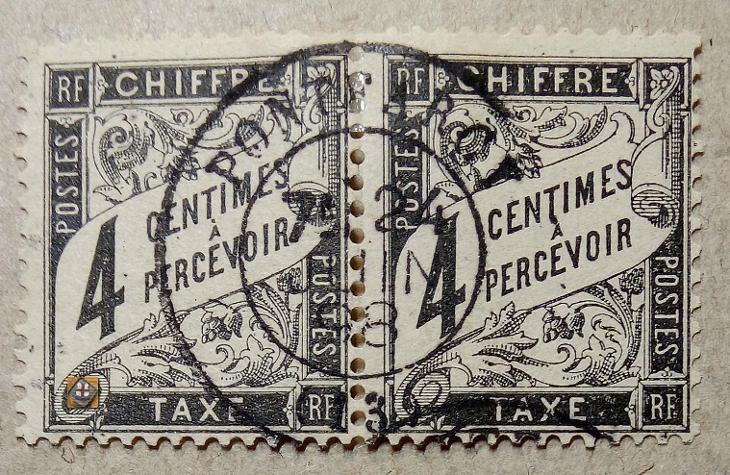 RF CHIFFRE
POSTES
4 CENTIMES
À
PERCEVOIR
POSTES
TAXE RF
RF CHIFFRE
POSTES
4 CENTIMES
À
PERCEVOIR
POSTES
TAXE RF